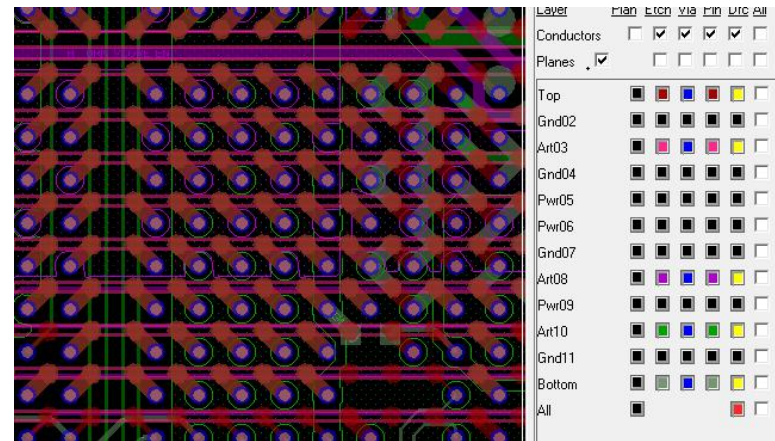 Layer Plan Etch Via Pin Drc All
Conductors
Planes
Top
Gnd02
Art03
Gnd04
Pwr05
Pwr06
Gnd07
Art08
Pwr09
Art10
Gnd11
Bottom
All